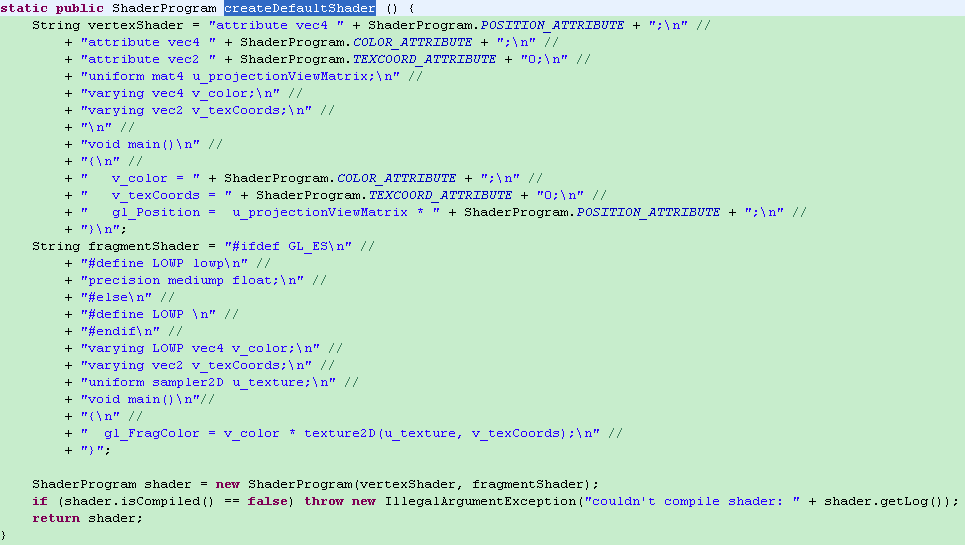 static public ShaderProgram createDefaultShader () {
    String vertexShader = "attribute vec4 " + ShaderProgram.POSITION_ATTRIBUTE + ";\n" //
        + "attribute vec4 " + ShaderProgram.COLOR_ATTRIBUTE + ";\n" //
        + "attribute vec2 " + ShaderProgram.TEXCOORD_ATTRIBUTE + "0;\n" //
        + "uniform mat4 u_projectionViewMatrix;\n" //
        + "varying vec4 v_color;\n" //
        + "varying vec2 v_texCoords;\n" //
        + "\n" //
        + "void main()\n" //
        + "{\n" //
        + "   v_color = " + ShaderProgram.COLOR_ATTRIBUTE + ";\n" //
        + "   v_texCoords = " + ShaderProgram.TEXCOORD_ATTRIBUTE + "0;\n" //
        + "   gl_Position =  u_projectionViewMatrix * " + ShaderProgram.POSITION_ATTRIBUTE + ";\n" //
        + "}\n";
    String fragmentShader = "#ifdef GL_ES\n" //
        + "#define LOWP lowp\n" //
        + "precision mediump float;\n" //
        + "#else\n" //
        + "#define LOWP \n" //
        + "#endif\n" //
        + "varying LOWP vec4 v_color;\n" //
        + "varying vec2 v_texCoords;\n" //
        + "uniform sampler2D u_texture;\n" //
        + "void main()\n"//
        + "{\n" //
        + "  gl_FragColor = v_color * texture2D(u_texture, v_texCoords);\n" //
        + "}";
    ShaderProgram shader = new ShaderProgram(vertexShader, fragmentShader);
    if (shader.isCompiled() == false) throw new IllegalArgumentException("couldn't compile shader: " + shader.getLog());
    return shader;
}